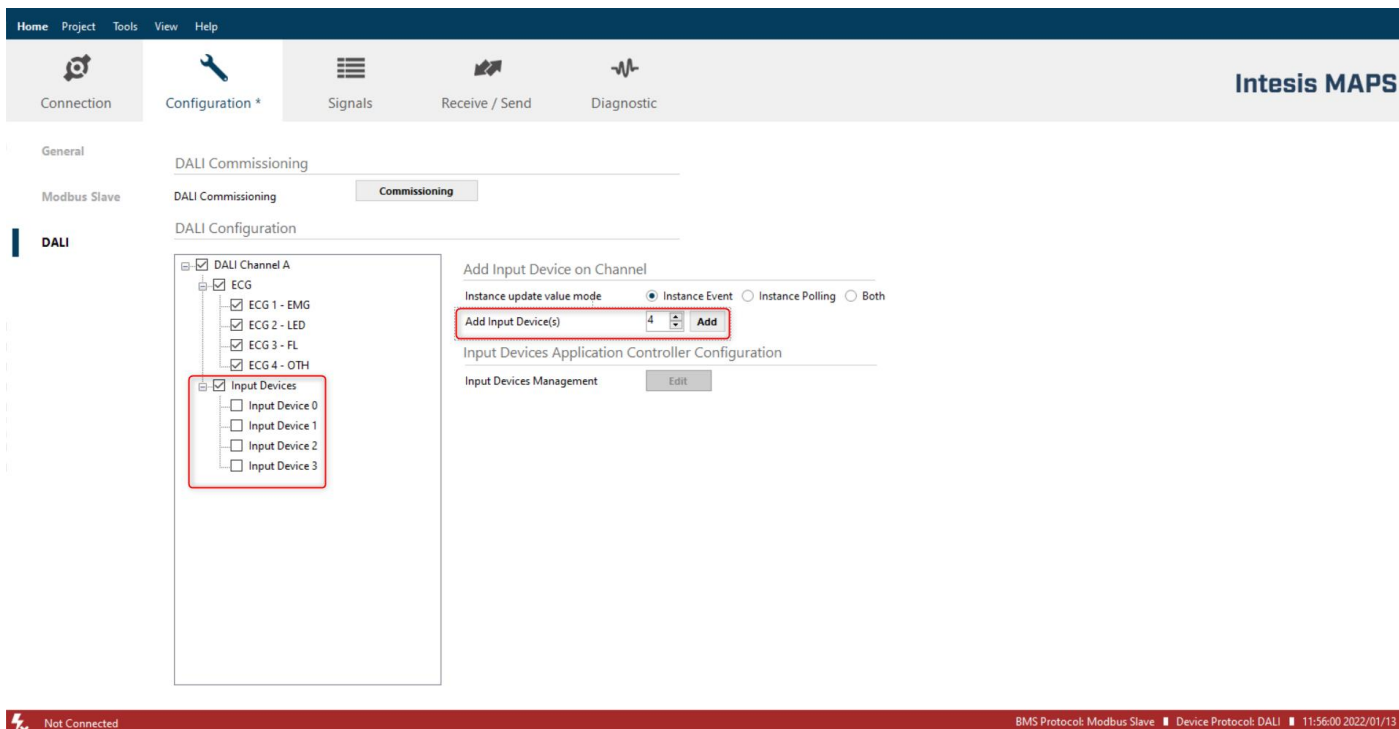 Home Project Tools View Help
Connection Configuration * Signals Receive / Send Diagnostic
Intesis MAPS
General
Modbus Slave
DALI
DALI Commissioning
DALI Commissioning Commissioning
DALI Configuration
DALI Channel A
ECG
ECG 1 - EMG
ECG 2 - LED
ECG 3 - FL
ECG 4 - OTH
Input Devices
Input Device 0
Input Device 1
Input Device 2
Input Device 3
Add Input Device on Channel
Instance update value mode Instance Event Instance Polling Both
Add Input Device(s) 4 Add
Input Devices Application Controller Configuration
Input Devices Management Edit
Not Connected
BMS Protocol: Modbus Slave Device Protocol: DALI 11:56:00 2022/01/13